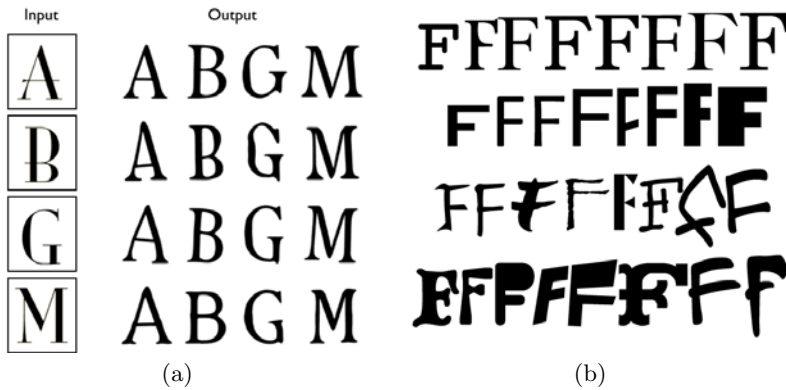 Input Output
A A B G M
B A B G M
G A B G M
M A B G M
(a)
F F F F F F F F
F F F F F F F F
F F F F F F F F
F F F F F F F F
(b)